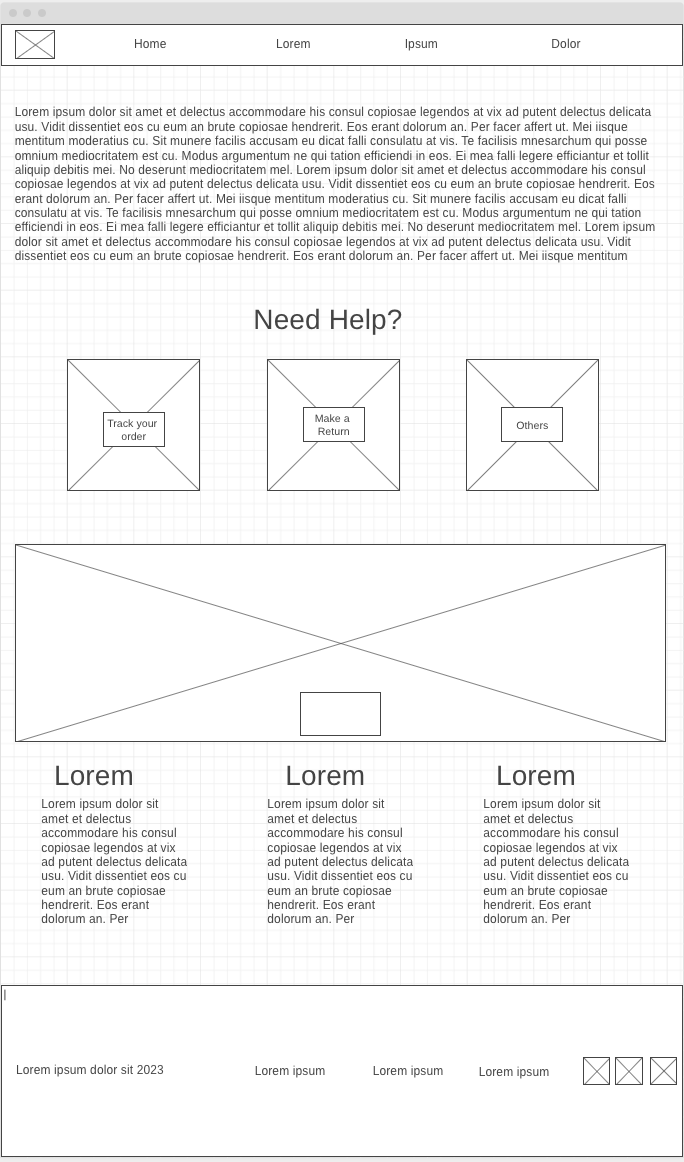 Home Lorem Ipsum Dolor
Lorem ipsum dolor sit amet et delectus accommodare his consul copiosae legendos at vix ad putent delectus delicata
usu. Vidit dissentiet eos cu eum an brute copiosae hendrerit. Eos erant dolorum an. Per facer affert ut. Mei iisque
mentitum moderatius cu. Sit munere facilis accusam eu dicat falli consulatu at vis. Te facilisis mnesarchum qui posse
omnium mediocritatem est cu. Modus argumentum ne qui tation efficiendi in eos. Ei mea falli legere efficiantur et tollit
aliquip debitis mei. No deserunt mediocritatem mel. Lorem ipsum dolor sit amet et delectus accommodare his consul
copiosae legendos at vix ad putent delectus delicata usu. Vidit dissentiet eos cu eum an brute copiosae hendrerit. Eos
erant dolorum an. Per facer affert ut. Mei iisque mentitum moderatius cu. Sit munere facilis accusam eu dicat falli
consulatu at vis. Te facilisis mnesarchum qui posse omnium mediocritatem est cu. Modus argumentum ne qui tation
efficiendi in eos. Ei mea falli legere efficiantur et tollit aliquip debitis mei. No deserunt mediocritatem mel. Lorem ipsum
dolor sit amet et delectus accommodare his consul copiosae legendos at vix ad putent delectus delicata usu. Vidit
dissentiet eos cu eum an brute copiosae hendrerit. Eos erant dolorum an. Per facer affert ut. Mei iisque mentitum
Need Help?
Track your
order
Make a
Return
Others
Lorem
Lorem ipsum dolor sit
amet et delectus
accommodare his consul
copiosae legendos at vix
ad putent delectus delicata
usu. Vidit dissentiet eos cu
eum an brute copiosae
hendrerit. Eos erant
dolorum an. Per
Lorem
Lorem ipsum dolor sit
amet et delectus
accommodare his consul
copiosae legendos at vix
ad putent delectus delicata
usu. Vidit dissentiet eos cu
eum an brute copiosae
hendrerit. Eos erant
dolorum an. Per
Lorem
Lorem ipsum dolor sit
amet et delectus
accommodare his consul
copiosae legendos at vix
ad putent delectus delicata
usu. Vidit dissentiet eos cu
eum an brute copiosae
hendrerit. Eos erant
dolorum an. Per
Lorem ipsum dolor sit 2023 Lorem ipsum Lorem ipsum Lorem ipsum